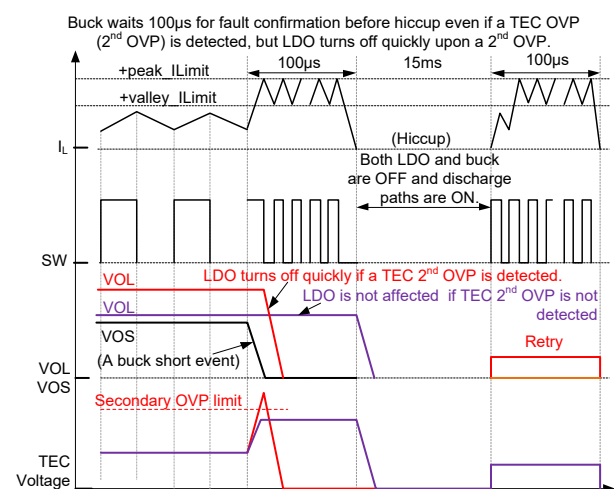 Buck waits 100µs for fault confirmation before hiccup even if a TEC OVP
(2nd OVP) is detected, but LDO turns off quickly upon a 2nd OVP.
100µs
15ms
100µs
+peak_ILimit
+valley_ILimit
IL
(Hiccup)
Both LDO and buck
are OFF and discharge
paths are ON.
SW
VOL
LDO turns off quickly if a TEC 2nd OVP is detected.
VOL
LDO is not affected if TEC 2nd OVP is not
detected
VOS
(A buck short event)
Retry
VOL
VOS
Secondary OVP limit
TEC
Voltage